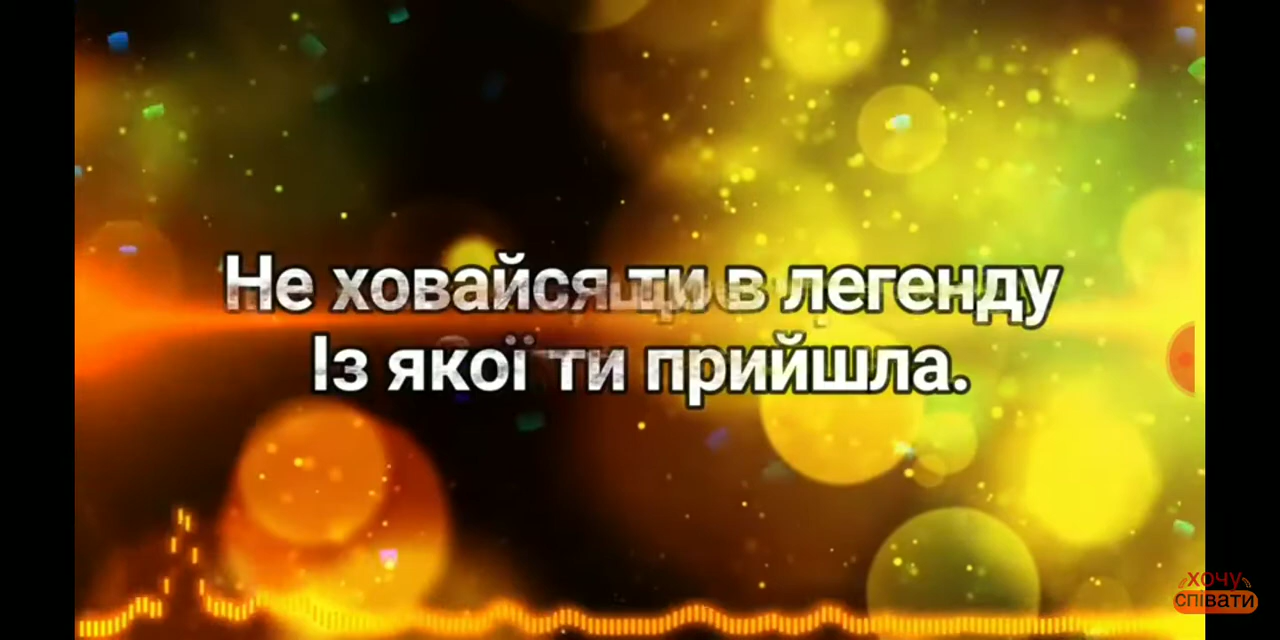 Не ховайся ти в легенду
Із якої ти прийшла.
хочу
співати